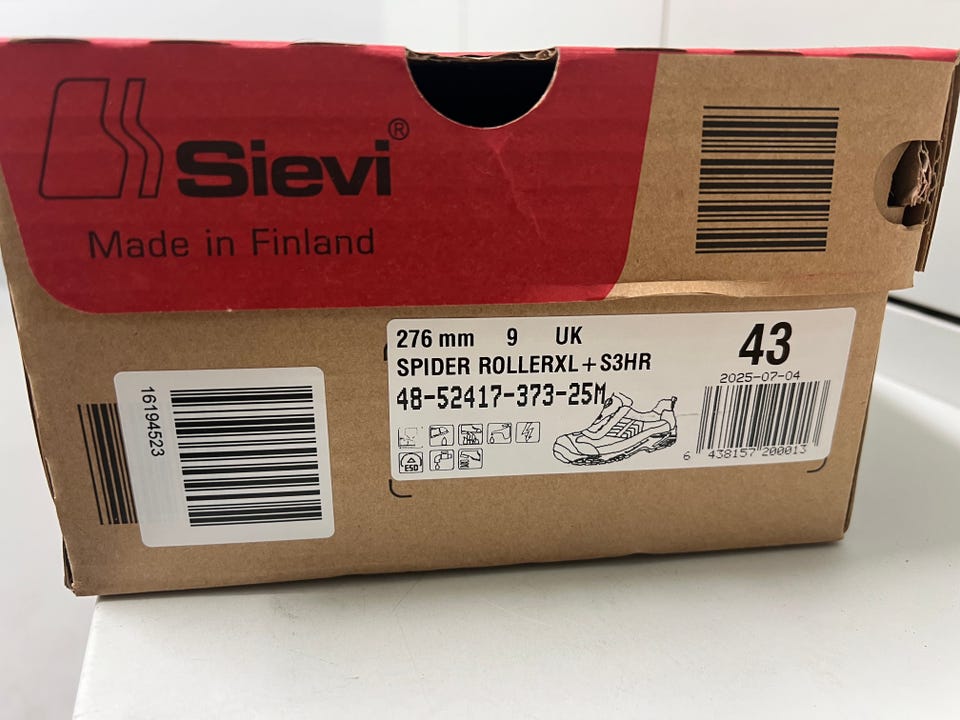 Sievi®
Made in Finland
276 mm 9 UK
SPIDER ROLLERXL+S3HR
48-52417-373-25M
43
2025-07-04
6 438157 200013
ESD
16194523